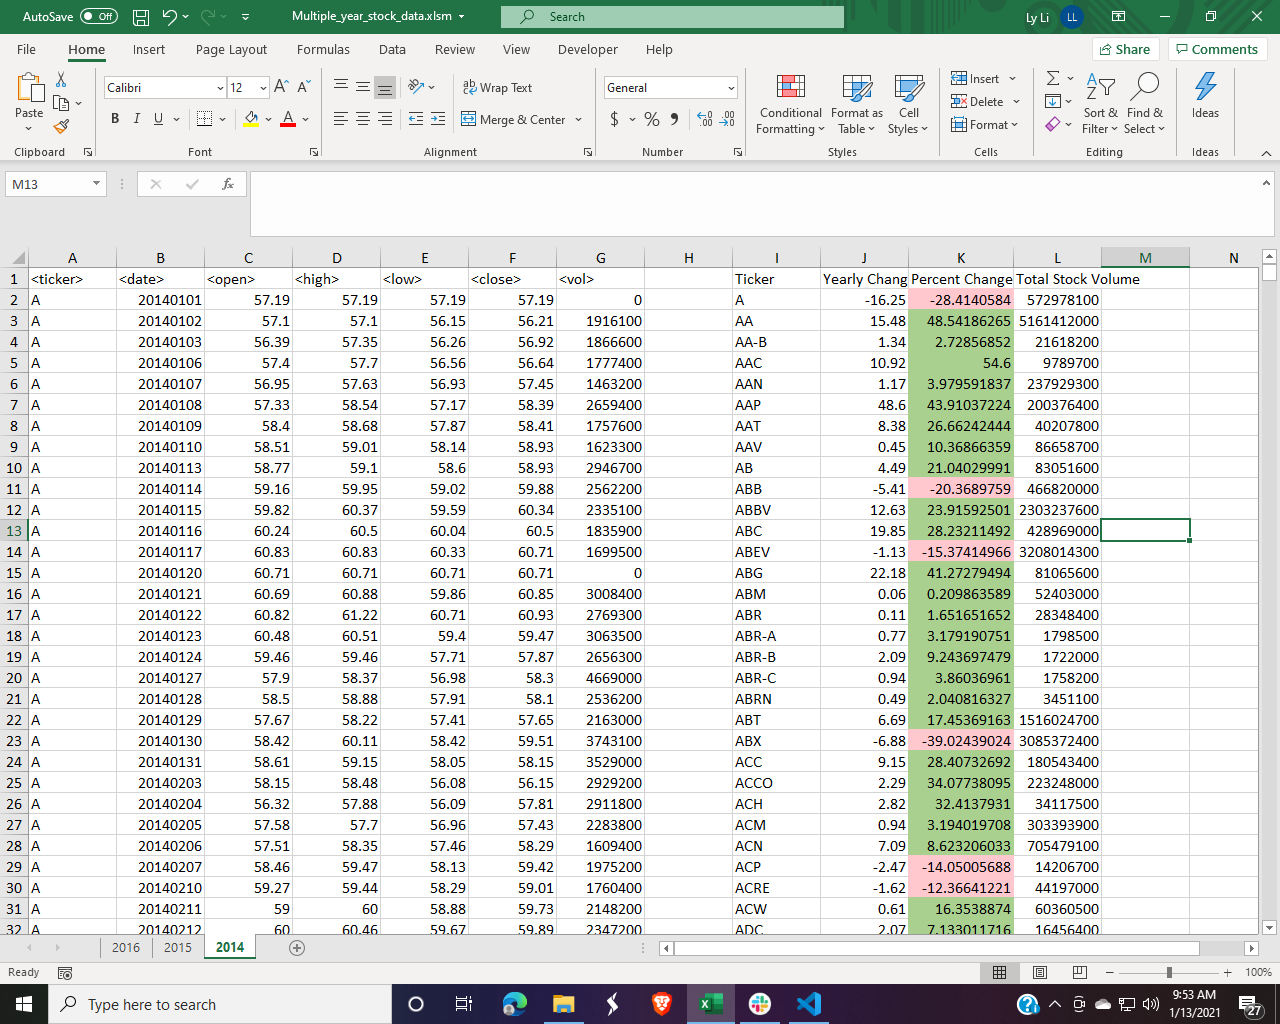 AutoSave Off Multiple_year_stock_data.xlsm Search Ly Li LL
File Home Insert Page Layout Formulas Data Review View Developer Help Share Comments
Calibri 12 ab Wrap Text General Insert
Paste B I U Merge & Center $ % Conditional Formatting Format as Table Cell Styles Delete Format Sort & Filter Find & Select Ideas
Clipboard Font Alignment Number Styles Cells Editing Ideas
M13 fx
A B C D E F G H I J K L M N
1 <ticker> <date> <open> <high> <low> <close> <vol> Ticker Yearly Chang Percent Change Total Stock Volume
2 A 20140101 57.19 57.19 57.19 57.19 0 A -16.25 -28.4140584 572978100
3 A 20140102 57.1 57.1 56.15 56.21 1916100 AA 15.48 48.54186265 5161412000
4 A 20140103 56.39 57.35 56.26 56.92 1866600 AA-B 1.34 2.72856852 21618200
5 A 20140106 57.4 57.7 56.56 56.64 1777400 AAC 10.92 54.6 9789700
6 A 20140107 56.95 57.63 56.93 57.45 1463200 AAN 1.17 3.979591837 237929300
7 A 20140108 57.33 58.54 57.17 58.39 2659400 AAP 48.6 43.91037224 200376400
8 A 20140109 58.4 58.68 57.87 58.41 1757600 AAT 8.38 26.66242444 40207800
9 A 20140110 58.51 59.01 58.14 58.93 1623300 AAV 0.45 10.36866359 86658700
10 A 20140113 58.77 59.1 58.6 58.93 2946700 AB 4.49 21.04029991 83051600
11 A 20140114 59.16 59.95 59.02 59.88 2562200 ABB -5.41 -20.3689759 466820000
12 A 20140115 59.82 60.37 59.59 60.34 2335100 ABBV 12.63 23.91592501 2303237600
13 A 20140116 60.24 60.5 60.04 60.5 1835900 ABC 19.85 28.23211492 428969000
14 A 20140117 60.83 60.83 60.33 60.71 1699500 ABEV -1.13 -15.37414966 3208014300
15 A 20140120 60.71 60.71 60.71 60.71 0 ABG 22.18 41.27279494 81065600
16 A 20140121 60.69 60.88 59.86 60.85 3008400 ABM 0.06 0.209863589 52403000
17 A 20140122 60.82 61.22 60.71 60.93 2769300 ABR 0.11 1.651651652 28348400
18 A 20140123 60.48 60.51 59.4 59.47 3063500 ABR-A 0.77 3.179190751 1798500
19 A 20140124 59.46 59.46 57.71 57.87 2656300 ABR-B 2.09 9.243697479 1722000
20 A 20140127 57.9 58.37 56.98 58.3 4669000 ABR-C 0.94 3.86036961 1758200
21 A 20140128 58.5 58.88 57.91 58.1 2536200 ABRN 0.49 2.040816327 3451100
22 A 20140129 57.67 58.22 57.41 57.65 2163000 ABT 6.69 17.45369163 1516024700
23 A 20140130 58.42 60.11 58.42 59.51 3743100 ABX -6.88 -39.02439024 3085372400
24 A 20140131 58.61 59.15 58.05 58.15 3529000 ACC 9.15 28.40732692 180543400
25 A 20140203 58.15 58.48 56.08 56.15 2929200 ACCO 2.29 34.07738095 223248000
26 A 20140204 56.32 57.88 56.09 57.81 2911800 ACH 2.82 32.4137931 34117500
27 A 20140205 57.58 57.7 56.96 57.43 2283800 ACM 0.94 3.194019708 303393900
28 A 20140206 57.51 58.35 57.46 58.29 1609400 ACN 7.09 8.623206033 705479100
29 A 20140207 58.46 59.47 58.13 59.42 1975200 ACP -2.47 -14.05005688 14206700
30 A 20140210 59.27 59.44 58.29 59.01 1760400 ACRE -1.62 -12.36641221 44197000
31 A 20140211 59 60 58.88 59.73 2148200 ACW 0.61 16.3538874 60360500
32 A 20140212 60 60.46 59.67 59.89 2347200 ADC 2.07 7.133011716 16456400
2016 2015 2014
Ready 100%
Type here to search 9:53 AM
1/13/2021 27